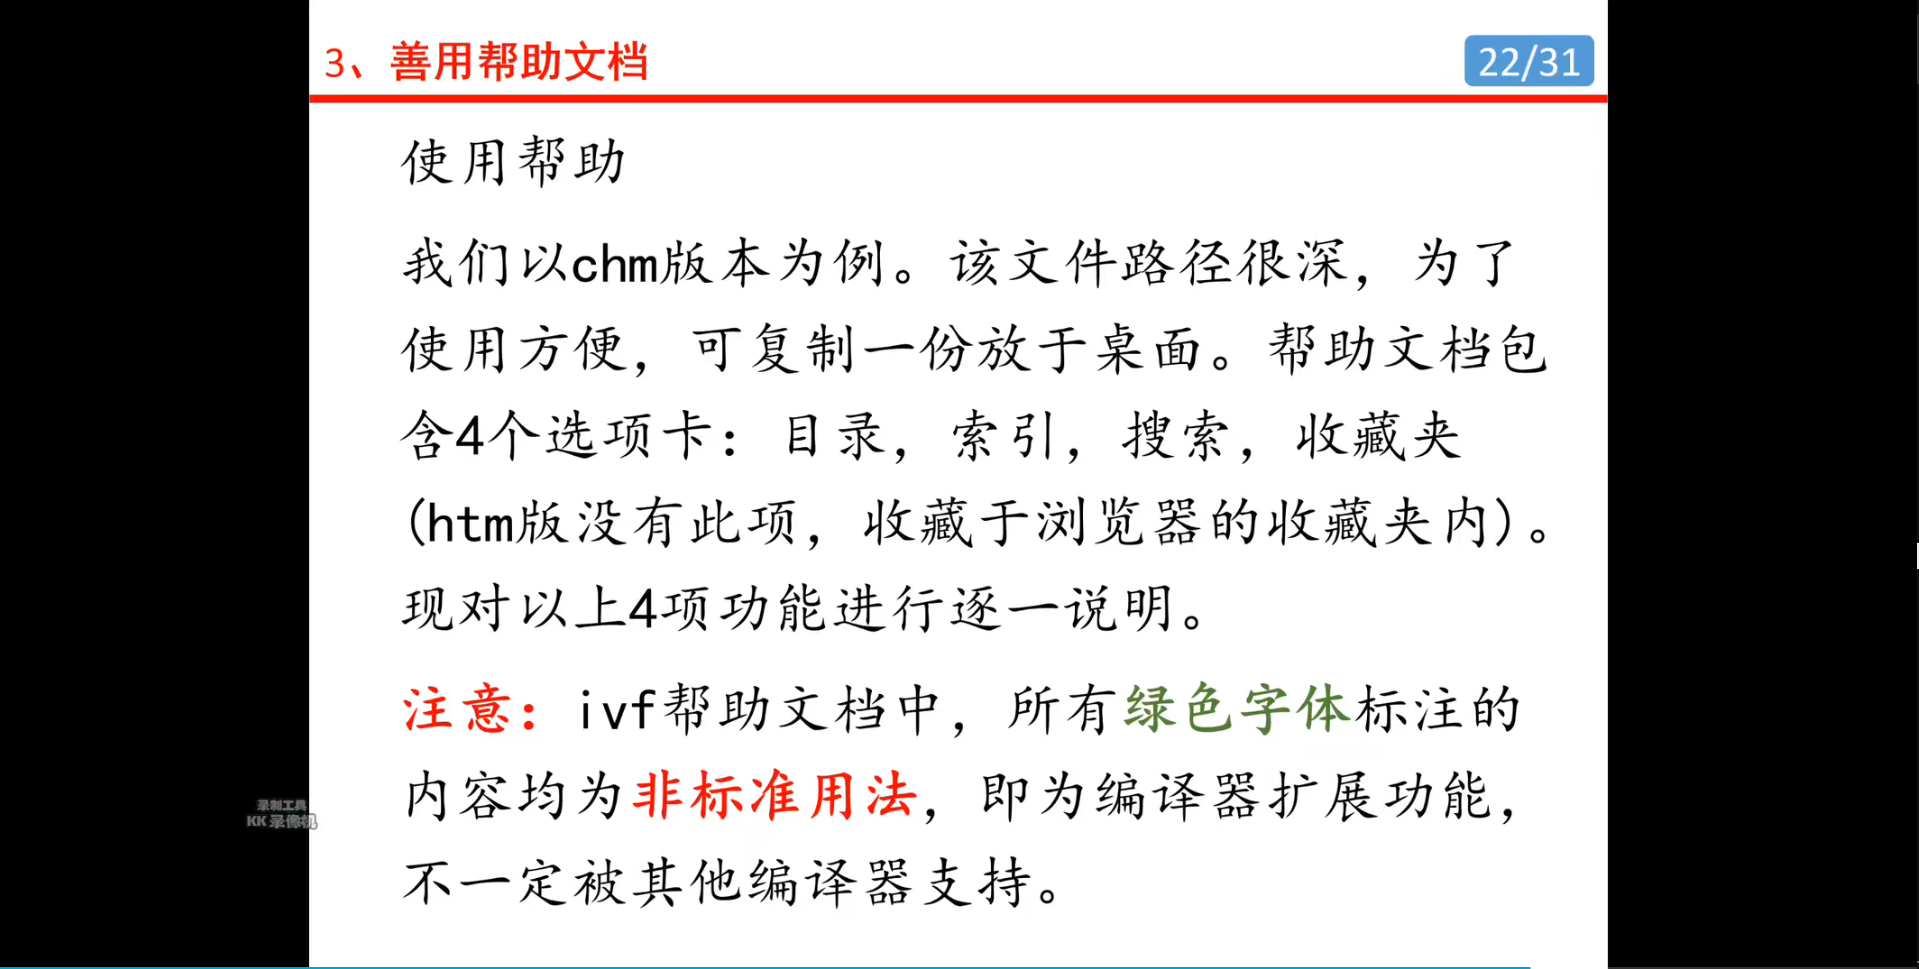 3、善用帮助文档
22/31
使用帮助
我们以chm版本为例。该文件路径很深，为了
使用方便，可复制一份放于桌面。帮助文档包
含4个选项卡：目录，索引，搜索，收藏夹
(htm版没有此项，收藏于浏览器的收藏夹内)。
现对以上4项功能进行逐一说明。
注意：ivf帮助文档中，所有绿色字体标注的
内容均为非标准用法，即为编译器扩展功能，
不一定被其他编译器支持。
录制工具
KK录像机